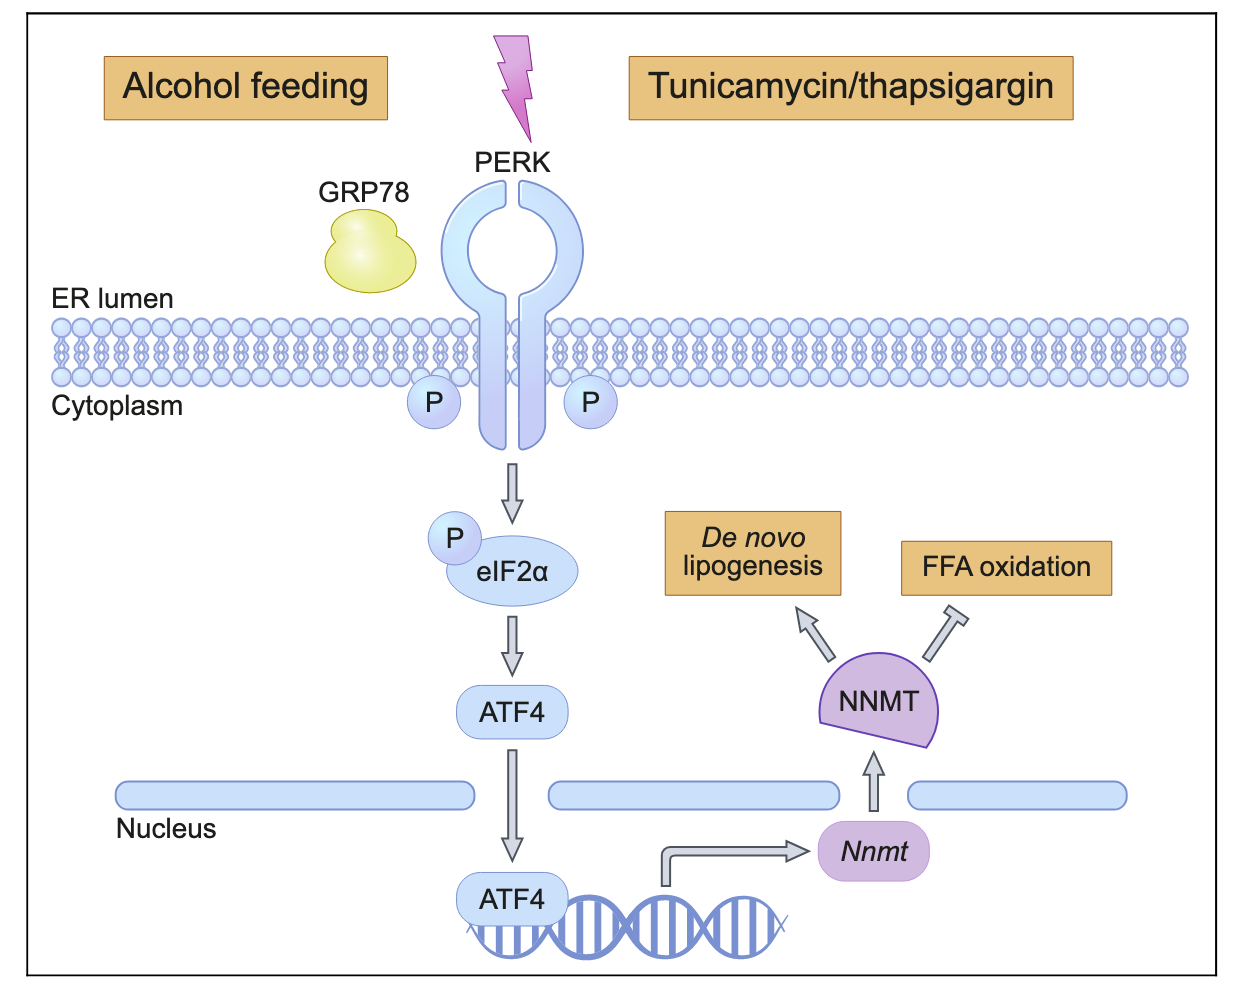 Alcohol feeding
Tunicamycin/thapsigargin
PERK
GRP78
ER lumen
Cytoplasm
P
P
P
eIF2α
De novo
lipogenesis
FFA oxidation
ATF4
NNMT
Nucleus
Nnmt
ATF4